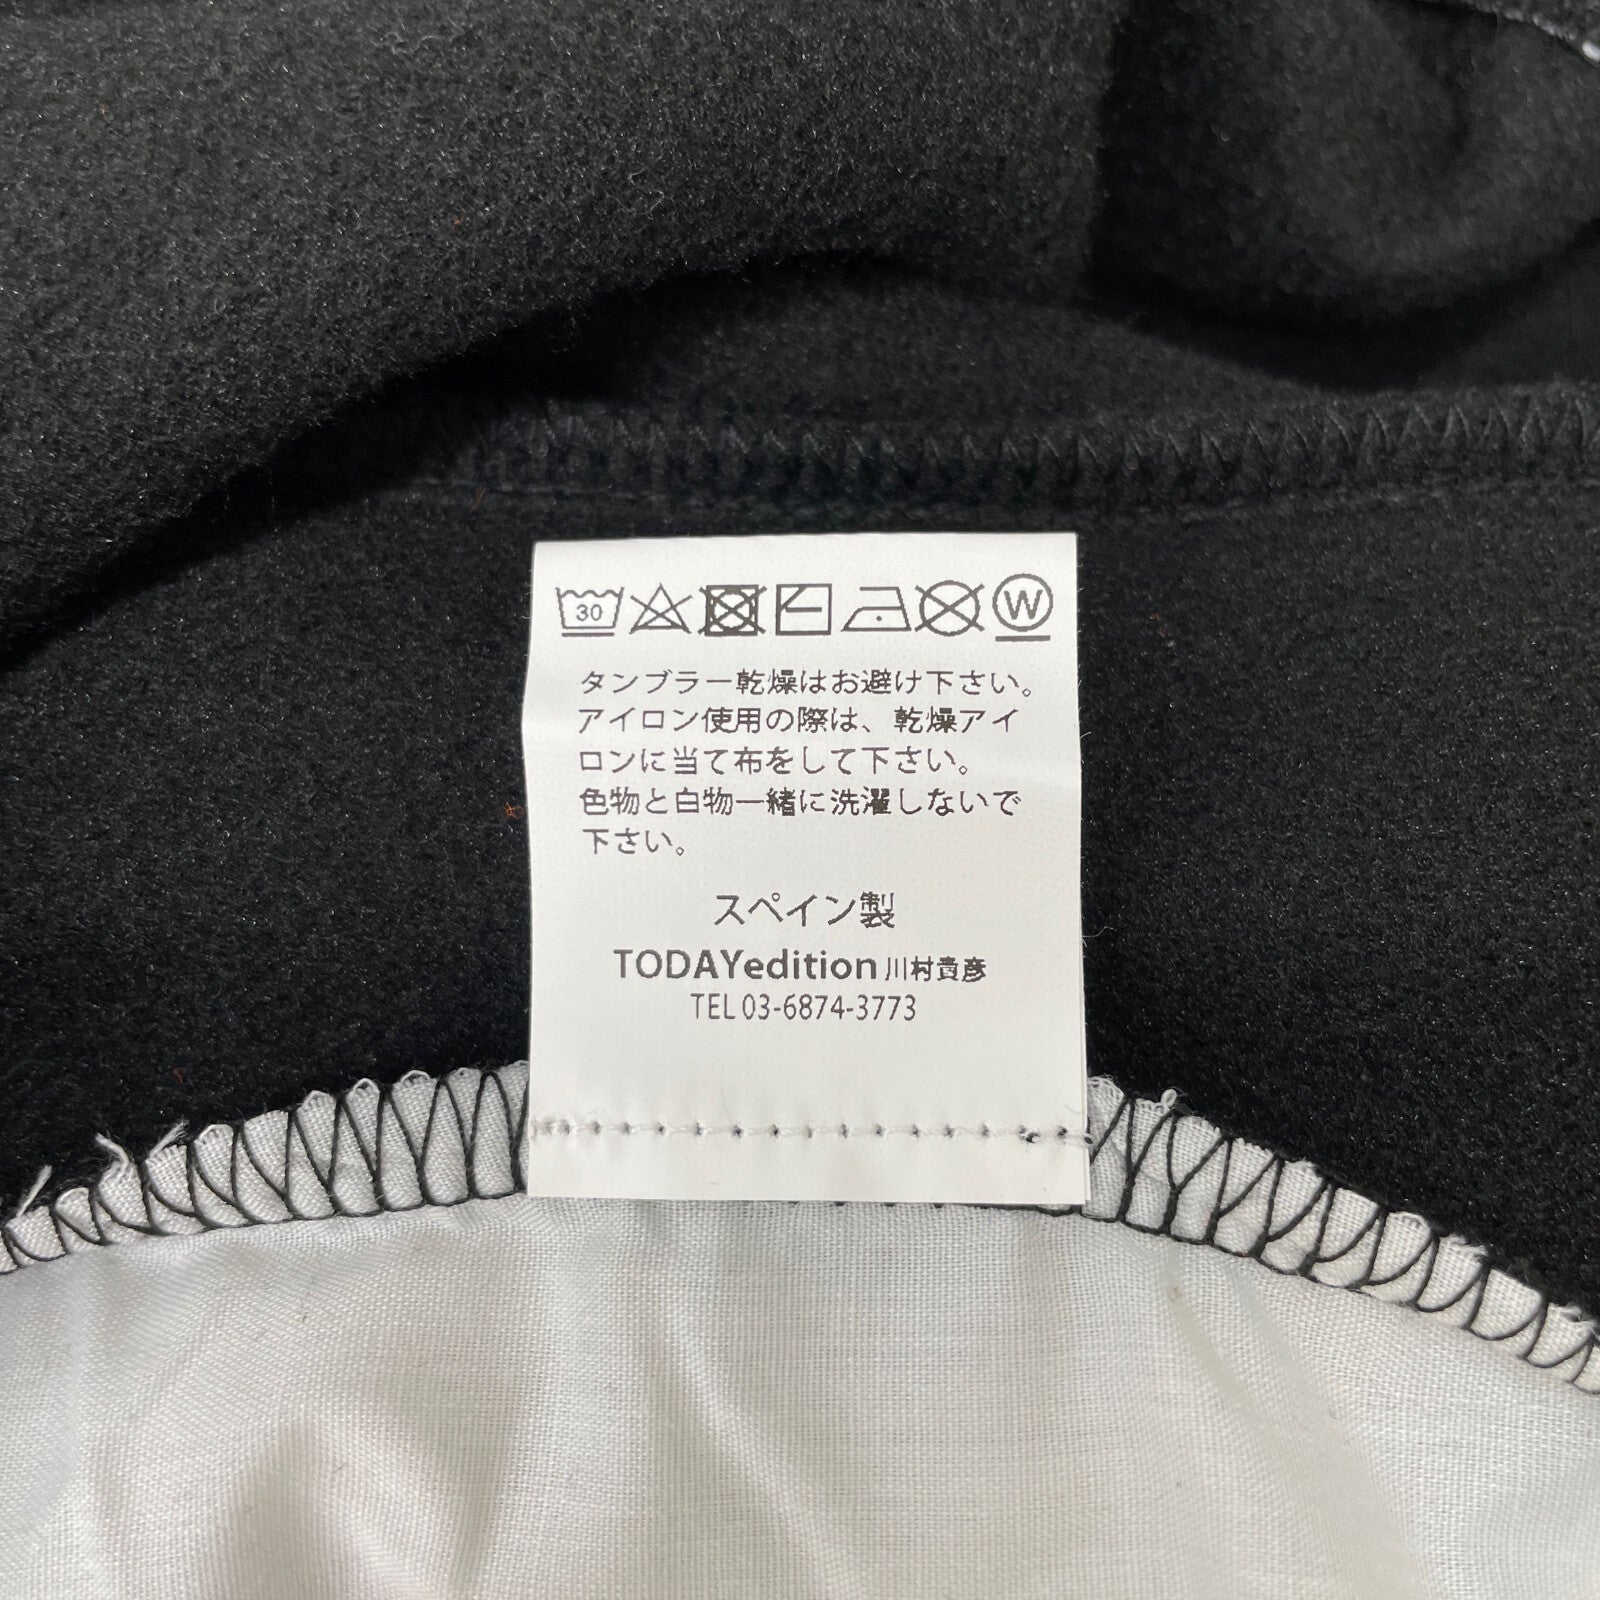 30 W
タンブラー乾燥はお避け下さい。
アイロン使用の際は、乾燥アイ
ロンに当て布をして下さい。
色物と白物一緒に洗濯しないで
下さい。
スペイン製
TODAYedition 川村貴彦
TEL 03-6874-3773